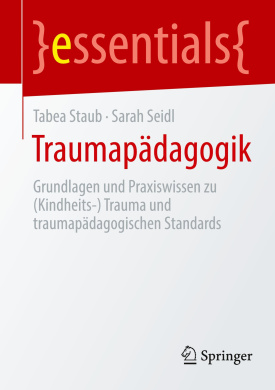 }essentials{
Tabea Staub · Sarah Seidl
Traumapädagogik
Grundlagen und Praxiswissen zu
(Kindheits-) Trauma und
traumapädagogischen Standards
Springer